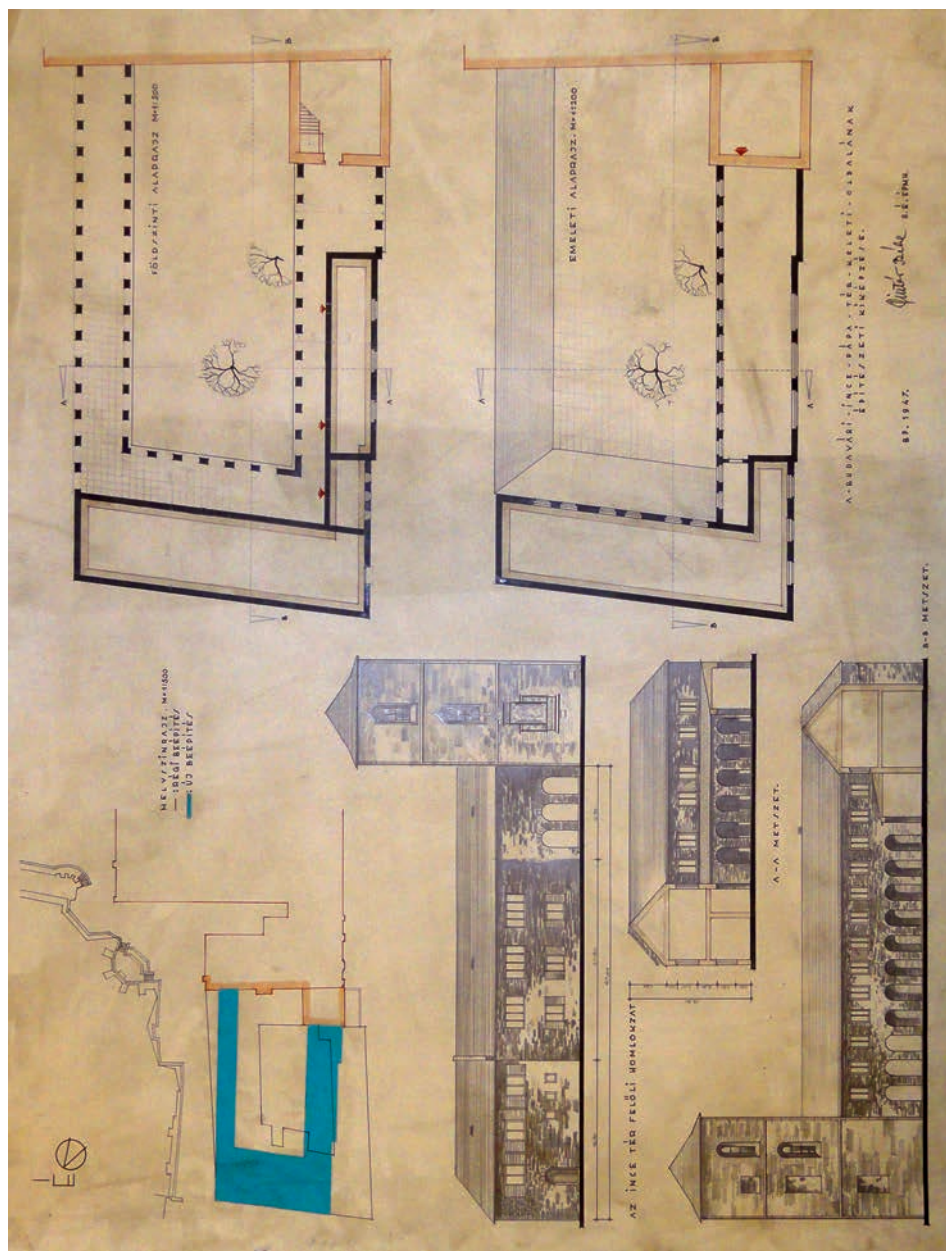 FÖLDSZINTI ALAPRAJZ M=1:200
EMELETI ALAPRAJZ. M=1:200
A-BUDAVÁRI-INCE-PÁPA-TÉR-KELETI-OLDALÁNAK
ÉPÍTÉSZETI KIKÉPZÉSE.
BP. 1947.
HELYSZÍNRAJZ. M=1:500
RÉGI BEÉPÍTÉS
ÚJ BEÉPÍTÉS
É
AZ INCE TÉR FELŐLI HOMLOKZAT
A-A METSZET.
B-B METSZET.
A
A
B
B
A
A
B
B